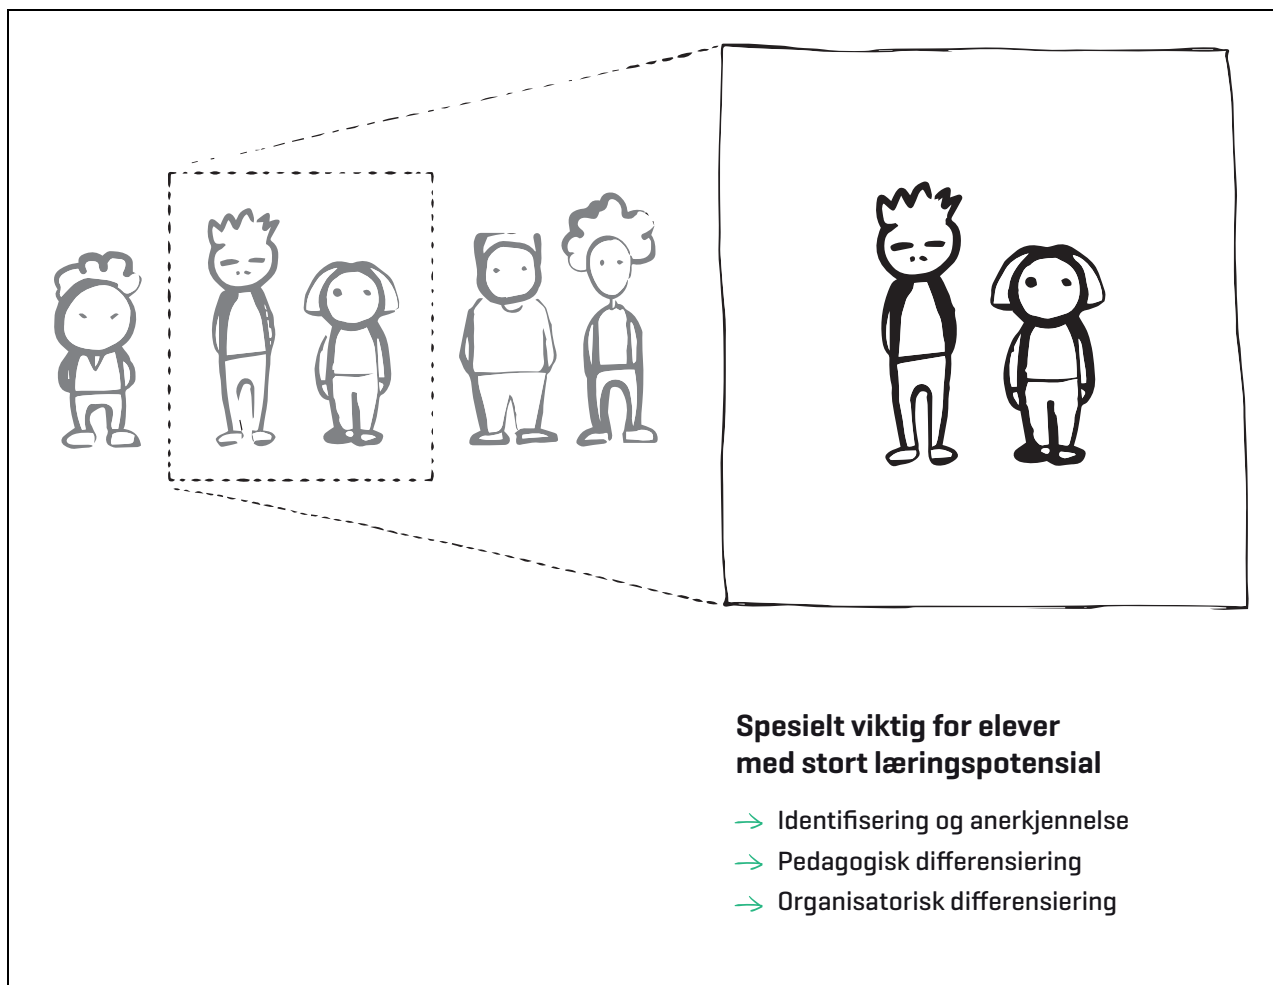 Spesielt viktig for elever
med stort læringspotensial
Identifisering og anerkjennelse
Pedagogisk differensiering
Organisatorisk differensiering